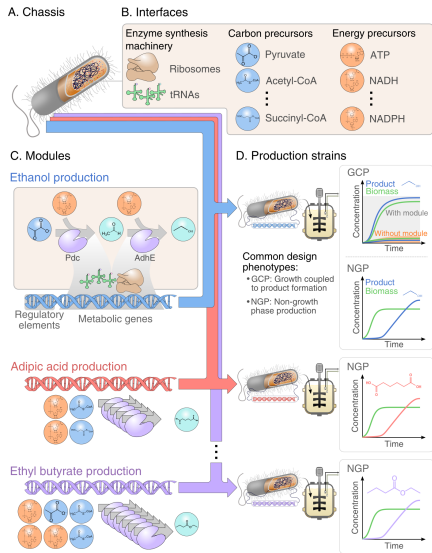 A. Chassis
B. Interfaces
Enzyme synthesis
machinery
Ribosomes
tRNAs
Carbon precursors
Pyruvate
Acetyl-CoA
Succinyl-CoA
Energy precursors
ATP
NADH
NADPH
C. Modules
Ethanol production
Pdc
AdhE
Regulatory
elements
Metabolic genes
Adipic acid production
Ethyl butyrate production
D. Production strains
Common design
phenotypes:
• GCP: Growth coupled
to product formation
• NGP: Non-growth
phase production
GCP
Product
Biomass
With module
Without module
Concentration
Time
NGP
Product
Biomass
Concentration
Time
NGP
Concentration
Time
NGP
Concentration
Time